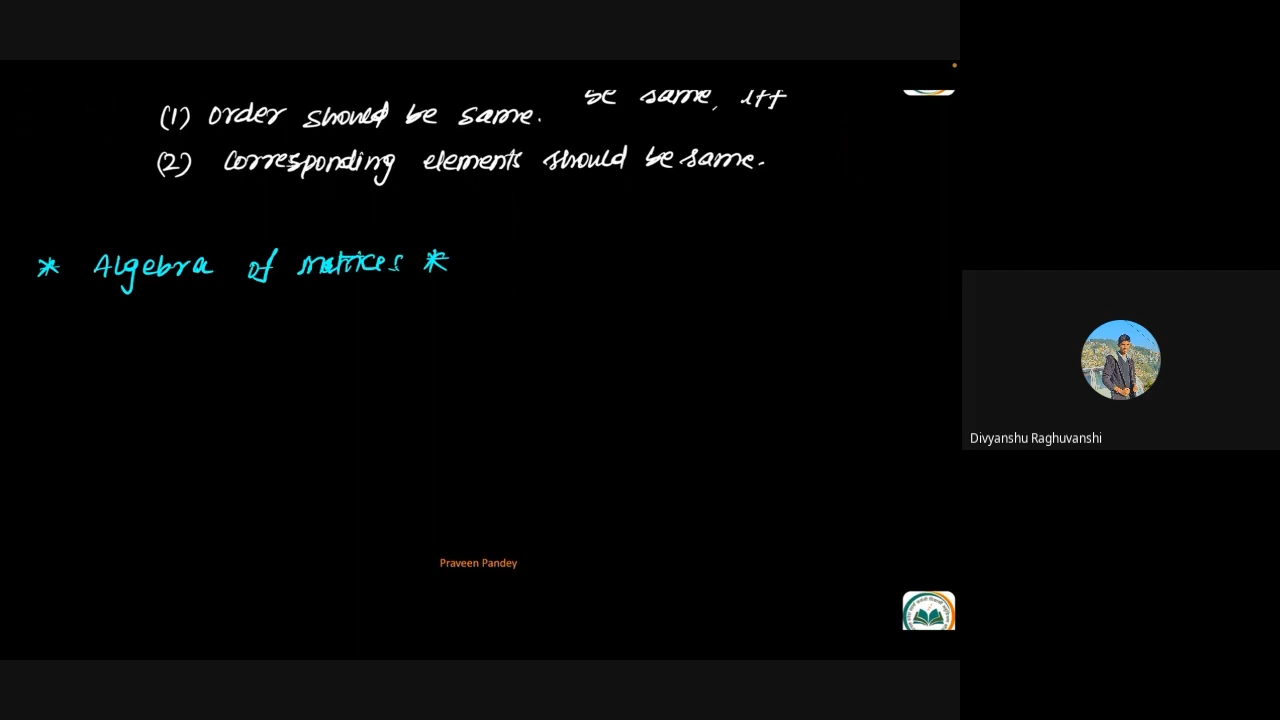 be same, iff
(1) Order should be same.
(2) Corresponding elements should be same.
* Algebra of matrices *
Divyanshu Raghuvanshi
Praveen Pandey